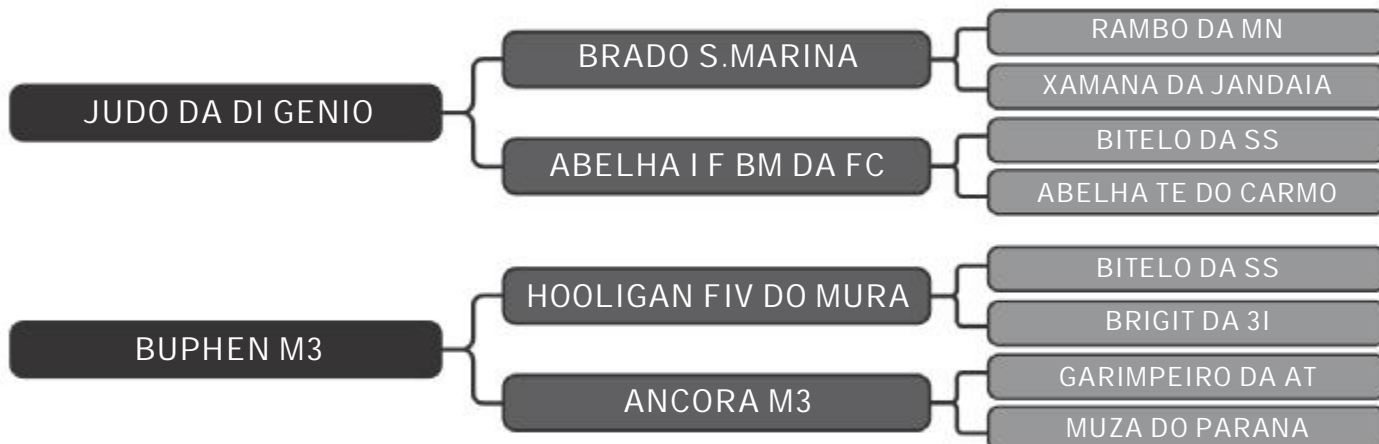 JUDO DA DI GENIO
BRADO S.MARINA
RAMBO DA MN
XAMANA DA JANDAIA
ABELHA I F BM DA FC
BITELO DA SS
ABELHA TE DO CARMO
BUPHEN M3
HOOLIGAN FIV DO MURA
BITELO DA SS
BRIGIT DA 3I
ANCORA M3
GARIMPEIRO DA AT
MUZA DO PARANA